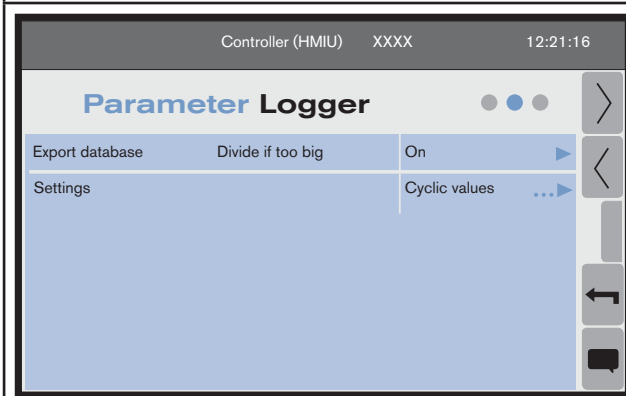 Controller (HMIU) XXXX 12:21:16
Parameter Logger
Export database Divide if too big On
Settings Cyclic values ...